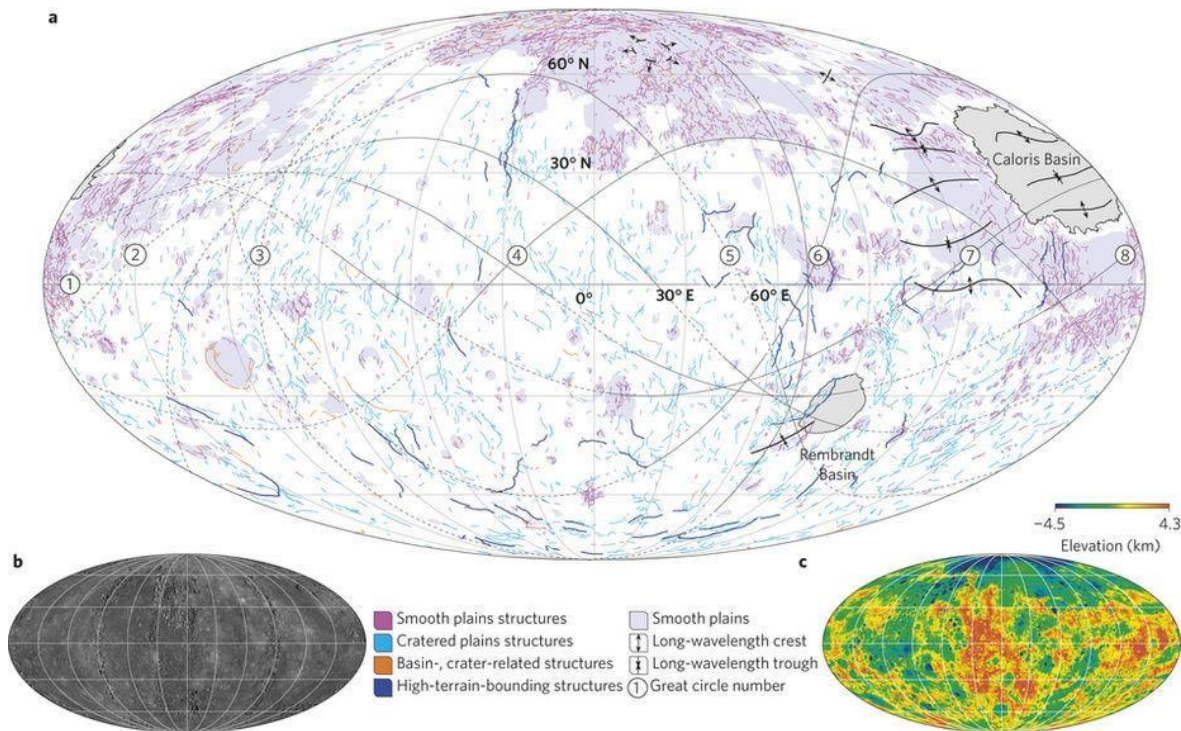 a
60° N
30° N
Caloris Basin
1 2 3 4 5 6 7 8
0° 30° E 60° E
Rembrandt
Basin
−4.5 4.3
Elevation (km)
b
c
Smooth plains structures
Cratered plains structures
Basin-, crater-related structures
High-terrain-bounding structures
Smooth plains
Long-wavelength crest
Long-wavelength trough
1 Great circle number